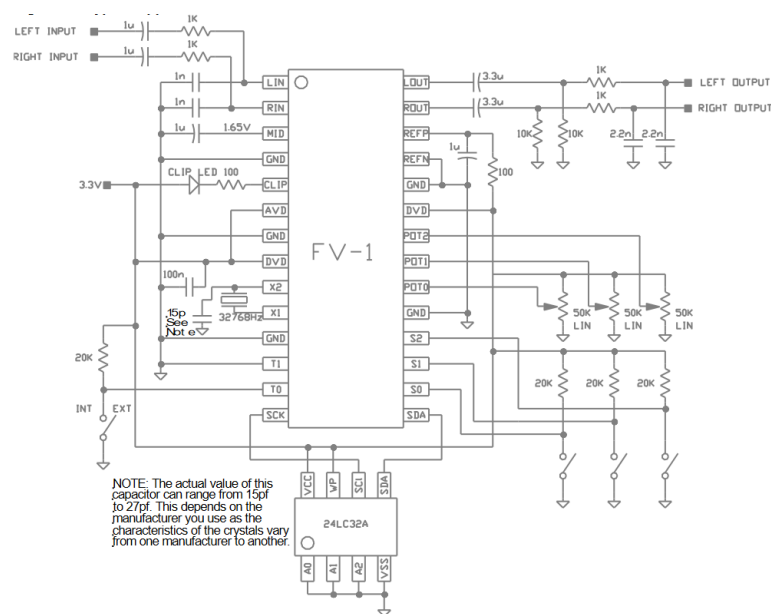 1u
1K
LEFT INPUT
1u
1K
RIGHT INPUT
1n
LIN
1n
RIN
1u
1.65V
MID
GND
CLIP LED 100
3.3V
CLIP
AVD
GND
DVD
100n
X2
15p
See
Note
32768Hz
X1
GND
20K
T1
T0
INT
EXT
SCK
FV-1
LOUT
3.3u
1K
LEFT OUTPUT
ROUT
3.3u
1K
RIGHT OUTPUT
REFP
10K
10K
2.2n
2.2n
1u
REFN
100
GND
DVD
POT2
POT1
POT0
50K
LIN
50K
LIN
50K
LIN
GND
S2
S1
20K
20K
20K
S0
SDA
VCC
WP
SCl
SDA
24LC32A
A0
A1
A2
VSS
NOTE: The actual value of this
capacitor can range from 15pf
to 27pf. This depends on the
manufacturer you use as the
characteristics of the crystals vary
from one manufacturer to another.